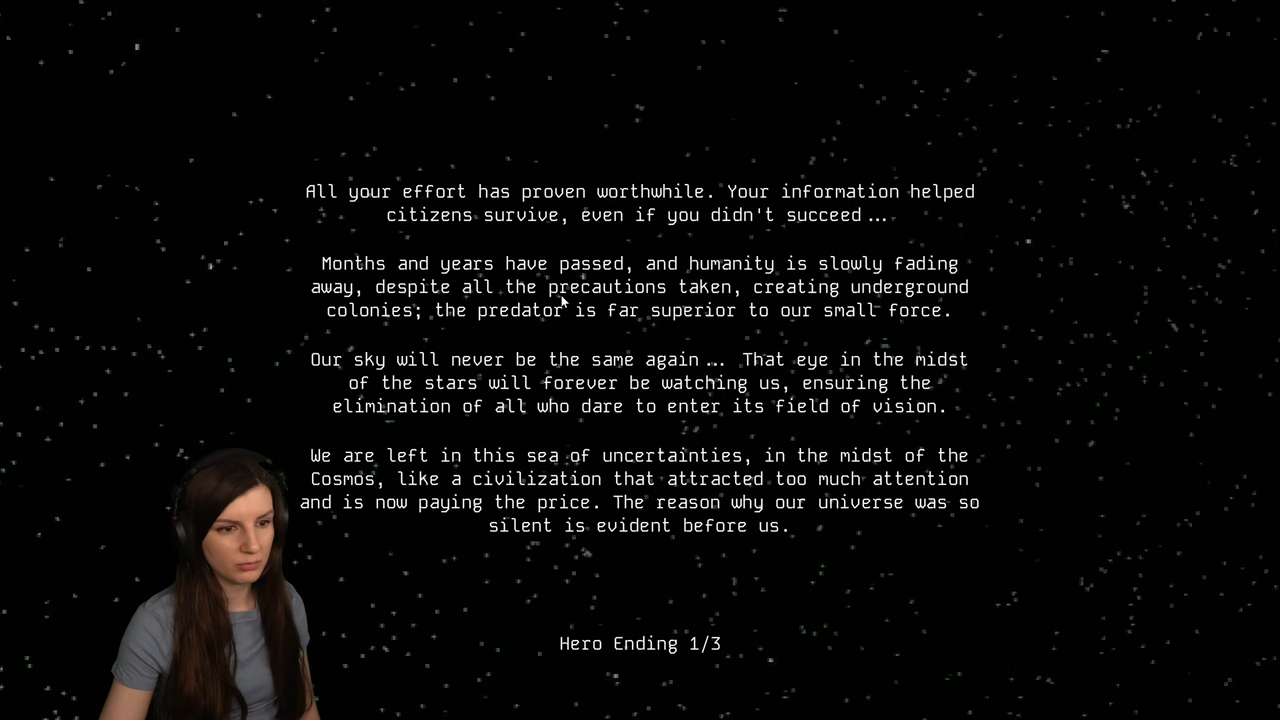 All your effort has proven worthwhile. Your information helped
citizens survive, even if you didn't succeed...
Months and years have passed, and humanity is slowly fading
away, despite all the precautions taken, creating underground
colonies; the predator is far superior to our small force.
Our sky will never be the same again... That eye in the midst
of the stars will forever be watching us, ensuring the
elimination of all who dare to enter its field of vision.
We are left in this sea of uncertainties, in the midst of the
Cosmos, like a civilization that attracted too much attention
and is now paying the price. The reason why our universe was so
silent is evident before us.
Hero Ending 1/3